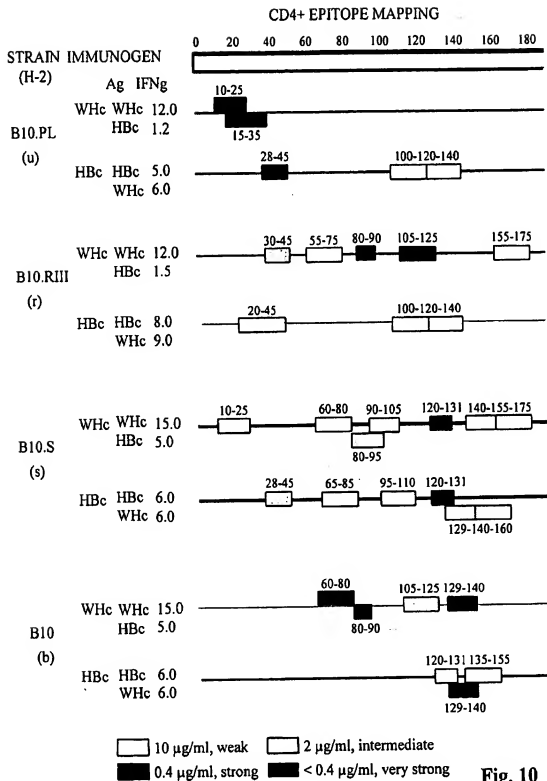 CD4+ EPITOPE MAPPING
0 20 40 60 80 100 120 140 160 180
STRAIN IMMUNOGEN
(H-2)
Ag IFNg
10-25
WHc WHc 12.0
B10.PL HBc 1.2
15-35
(u)
28-45 100-120-140
HBc HBc 5.0
WHc 6.0
30-45 55-75 80-90 105-125 155-175
WHc WHc 12.0
HBc 1.5
B10.RIII
(r)
20-45 100-120-140
HBc HBc 8.0
WHc 9.0
10-25 60-80 90-105 120-131 140-155-175
WHc WHc 15.0
B10.S HBc 5.0
80-95
(s)
28-45 65-85 95-110 120-131
HBc HBc 6.0
WHc 6.0
129-140-160
60-80 105-125 129-140
WHc WHc 15.0
B10 HBc 5.0
80-90
(b)
120-131 135-155
HBc HBc 6.0
WHc 6.0
129-140
10 µg/ml, weak 2 µg/ml, intermediate
0.4 µg/ml, strong < 0.4 µg/ml, very strong
Fig. 10